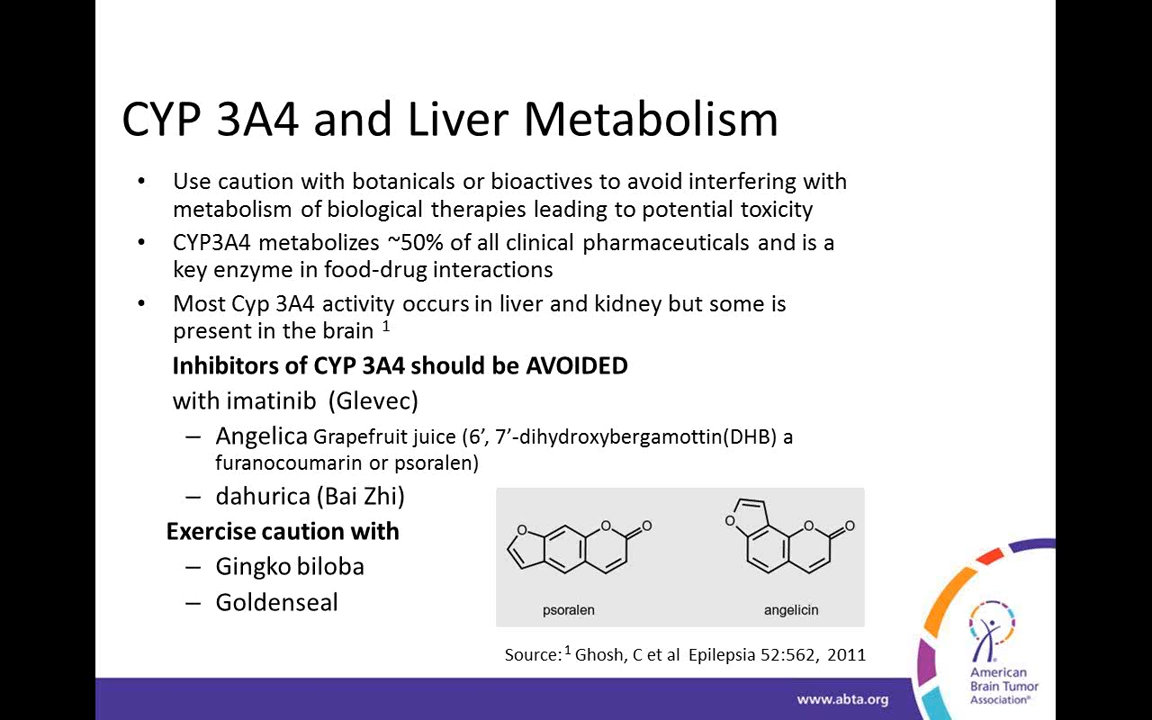 CYP 3A4 and Liver Metabolism
• Use caution with botanicals or bioactives to avoid interfering with
metabolism of biological therapies leading to potential toxicity
• CYP3A4 metabolizes ~50% of all clinical pharmaceuticals and is a
key enzyme in food-drug interactions
• Most Cyp 3A4 activity occurs in liver and kidney but some is
present in the brain ¹
Inhibitors of CYP 3A4 should be AVOIDED
with imatinib (Glevec)
– Angelica Grapefruit juice (6’, 7’-dihydroxybergamottin(DHB) a
furanocoumarin or psoralen)
– dahurica (Bai Zhi)
Exercise caution with
– Gingko biloba
– Goldenseal
O O O
O O O
psoralen
angelicin
Source:¹ Ghosh, C et al Epilepsia 52:562, 2011
American
Brain Tumor
Association®
www.abta.org